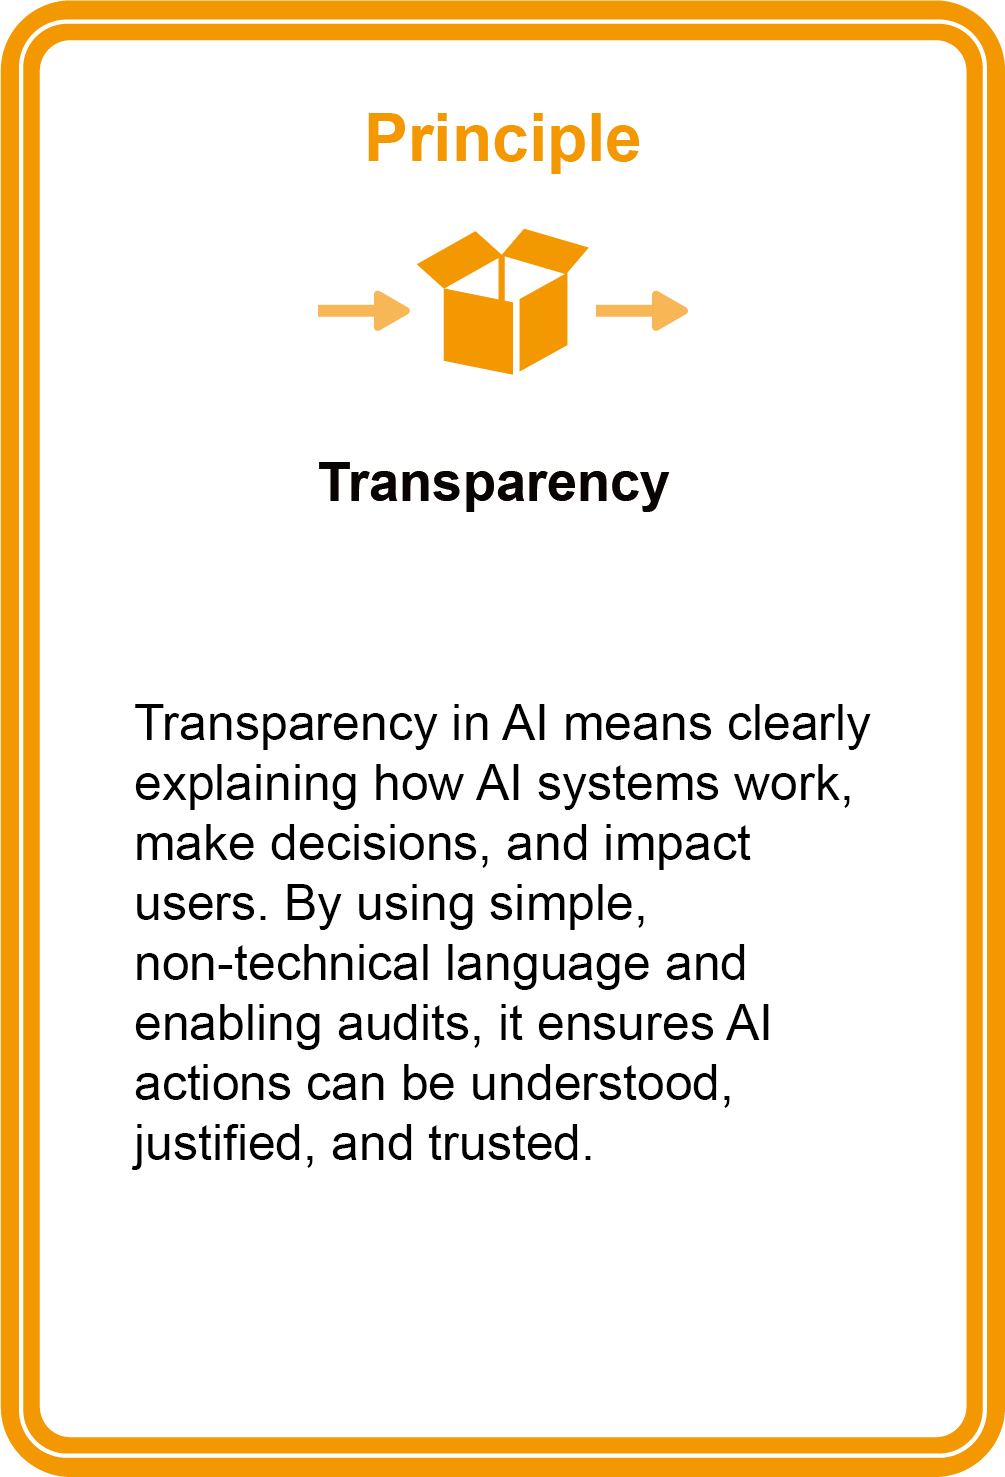 Principle
Transparency
Transparency in AI means clearly
explaining how AI systems work,
make decisions, and impact
users. By using simple,
non-technical language and
enabling audits, it ensures AI
actions can be understood,
justified, and trusted.